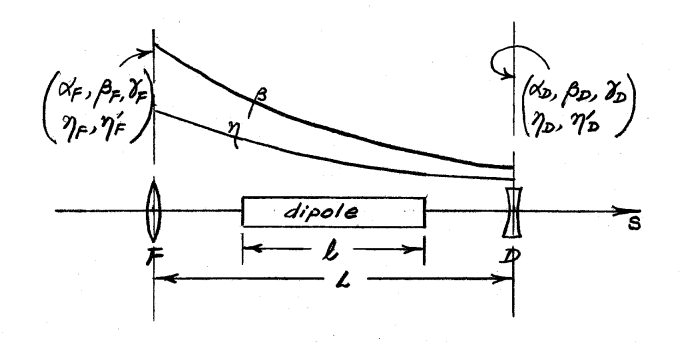 (α_F, β_F, γ_F
η_F, η'_F)
β
η
(α_D, β_D, γ_D
η_D, η'_D)
dipole
S
F
l
D
L